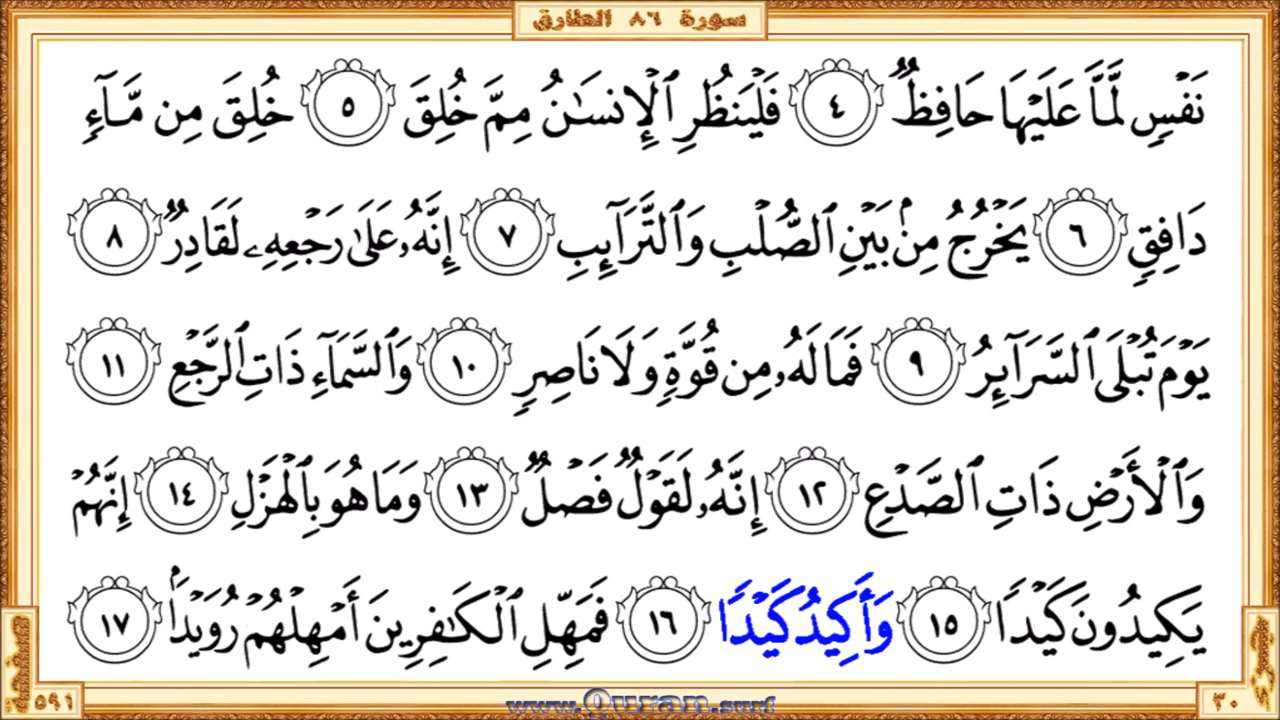 سورة ٨٦ الطارق
نَفْسٍ لَّمَّا عَلَيْهَا حَافِظٌ ٤ فَلْيَنظُرِ ٱلْإِنسَٰنُ مِمَّ خُلِقَ ٥ خُلِقَ مِن مَّآءٍ
دَافِقٍ ٦ يَخْرُجُ مِنۢ بَيْنِ ٱلصُّلْبِ وَٱلتَّرَآئِبِ ٧ إِنَّهُۥ عَلَىٰ رَجْعِهِۦ لَقَادِرٌ ٨
يَوْمَ تُبْلَى ٱلسَّرَآئِرُ ٩ فَمَا لَهُۥ مِن قُوَّةٍ وَلَا نَاصِرٍ ١٠ وَٱلسَّمَآءِ ذَاتِ ٱلرَّجْعِ ١١
وَٱلْأَرْضِ ذَاتِ ٱلصَّدْعِ ١٢ إِنَّهُۥ لَقَوْلٌ فَصْلٌ ١٣ وَمَا هُوَ بِٱلْهَزْلِ ١٤ إِنَّهُمْ
يَكِيدُونَ كَيْدًا ١٥ وَأَكِيدُ كَيْدًا ١٦ فَمَهِّلِ ٱلْكَٰفِرِينَ أَمْهِلْهُمْ رُوَيْدَۢا ١٧
٣٠
٥٩١
www.Quran.surf